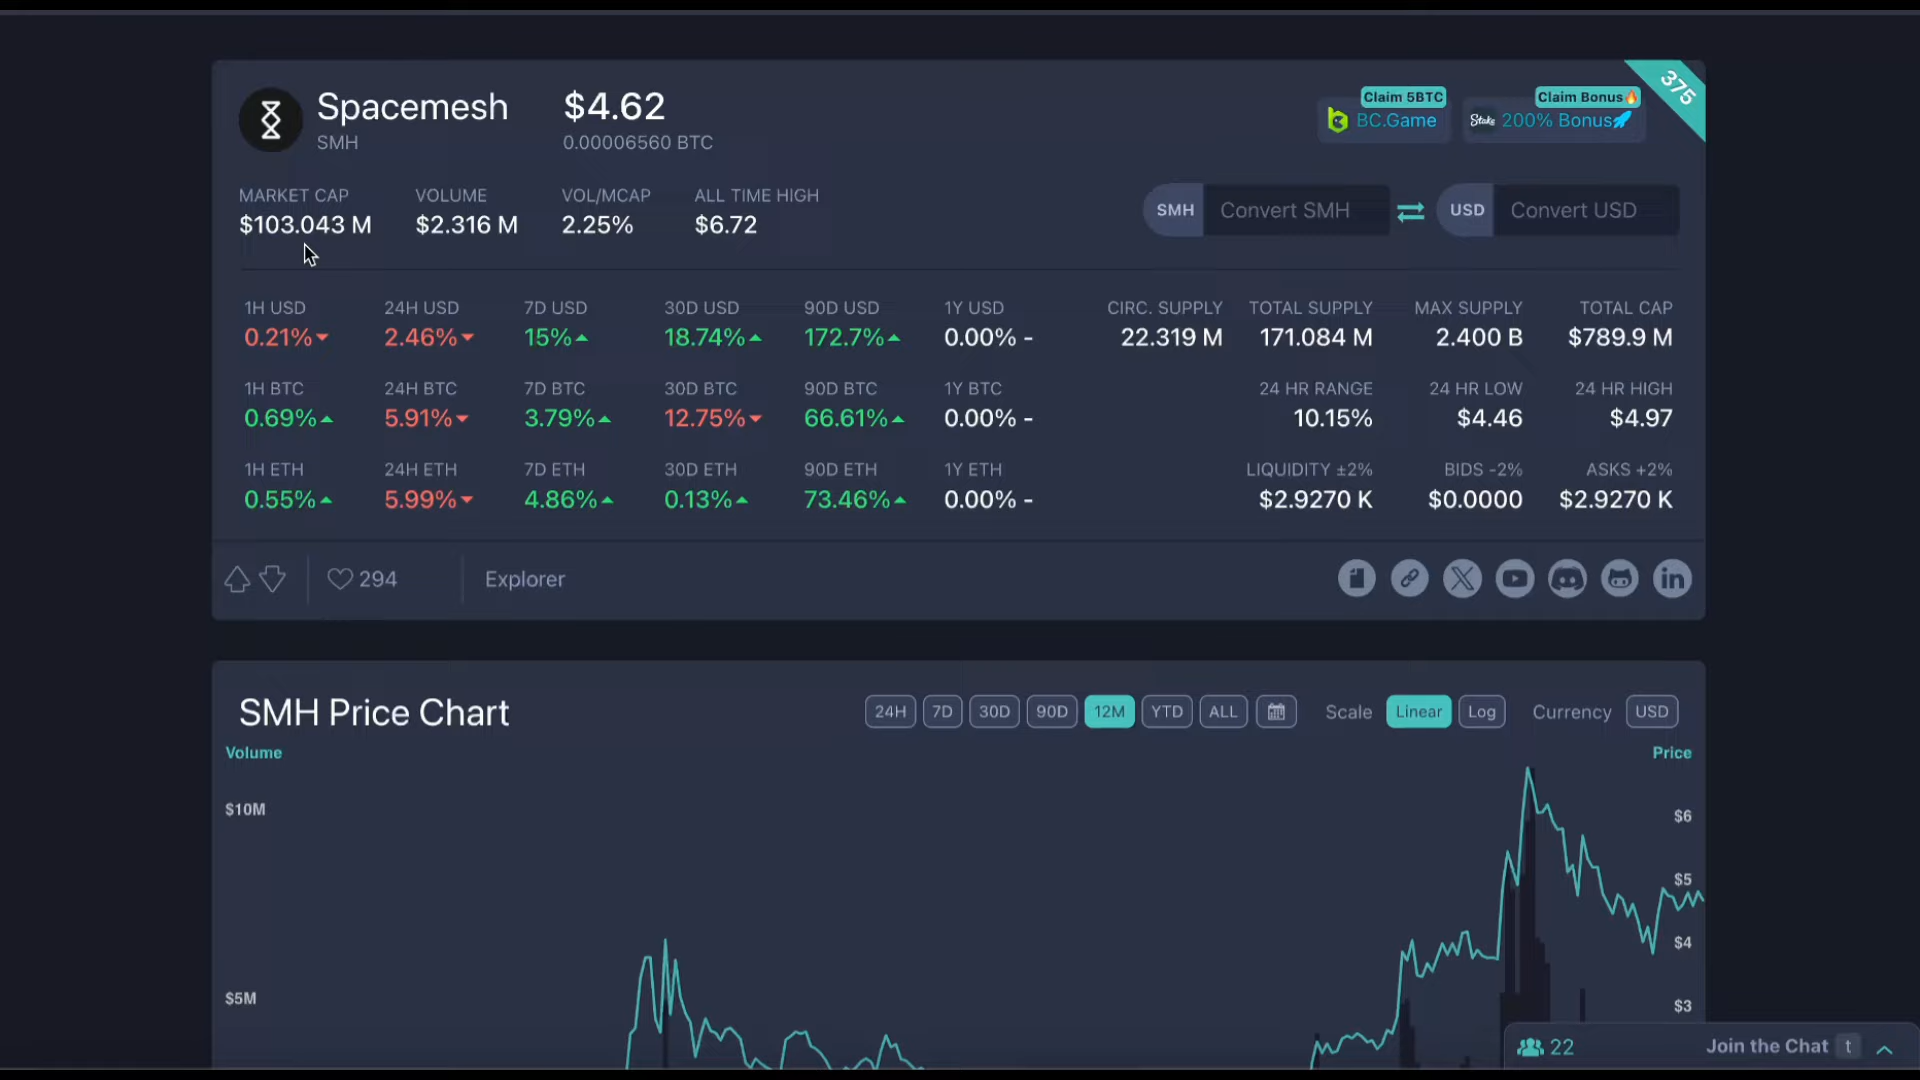 375
Claim 5BTC
Claim Bonus🔥
Spacemesh $4.62
BC.Game
Stake 200% Bonus🚀
SMH 0.00006560 BTC
MARKET CAP VOLUME VOL/MCAP ALL TIME HIGH
$103.043 M $2.316 M 2.25% $6.72
SMH Convert SMH USD Convert USD
1H USD 24H USD 7D USD 30D USD 90D USD 1Y USD CIRC. SUPPLY TOTAL SUPPLY MAX SUPPLY TOTAL CAP
0.21% 2.46% 15% 18.74% 172.7% 0.00% - 22.319 M 171.084 M 2.400 B $789.9 M
1H BTC 24H BTC 7D BTC 30D BTC 90D BTC 1Y BTC 24 HR RANGE 24 HR LOW 24 HR HIGH
0.69% 5.91% 3.79% 12.75% 66.61% 0.00% - 10.15% $4.46 $4.97
1H ETH 24H ETH 7D ETH 30D ETH 90D ETH 1Y ETH LIQUIDITY ±2% BIDS -2% ASKS +2%
0.55% 5.99% 4.86% 0.13% 73.46% 0.00% - $2.9270 K $0.0000 $2.9270 K
294 Explorer
SMH Price Chart 24H 7D 30D 90D 12M YTD ALL Scale Linear Log Currency USD
Volume Price
$10M $6
$5
$4
$5M $3
22 Join the Chat t